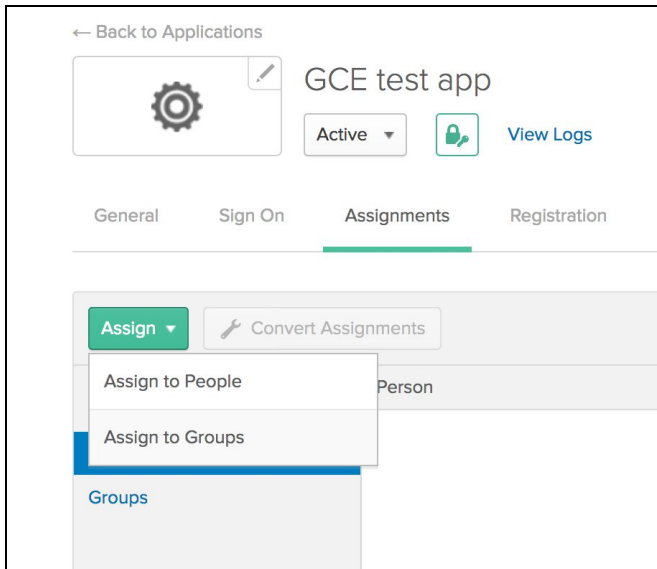 ← Back to Applications
GCE test app
Active
View Logs
General Sign On Assignments Registration
Assign Convert Assignments
Assign to People
Person
Assign to Groups
Groups